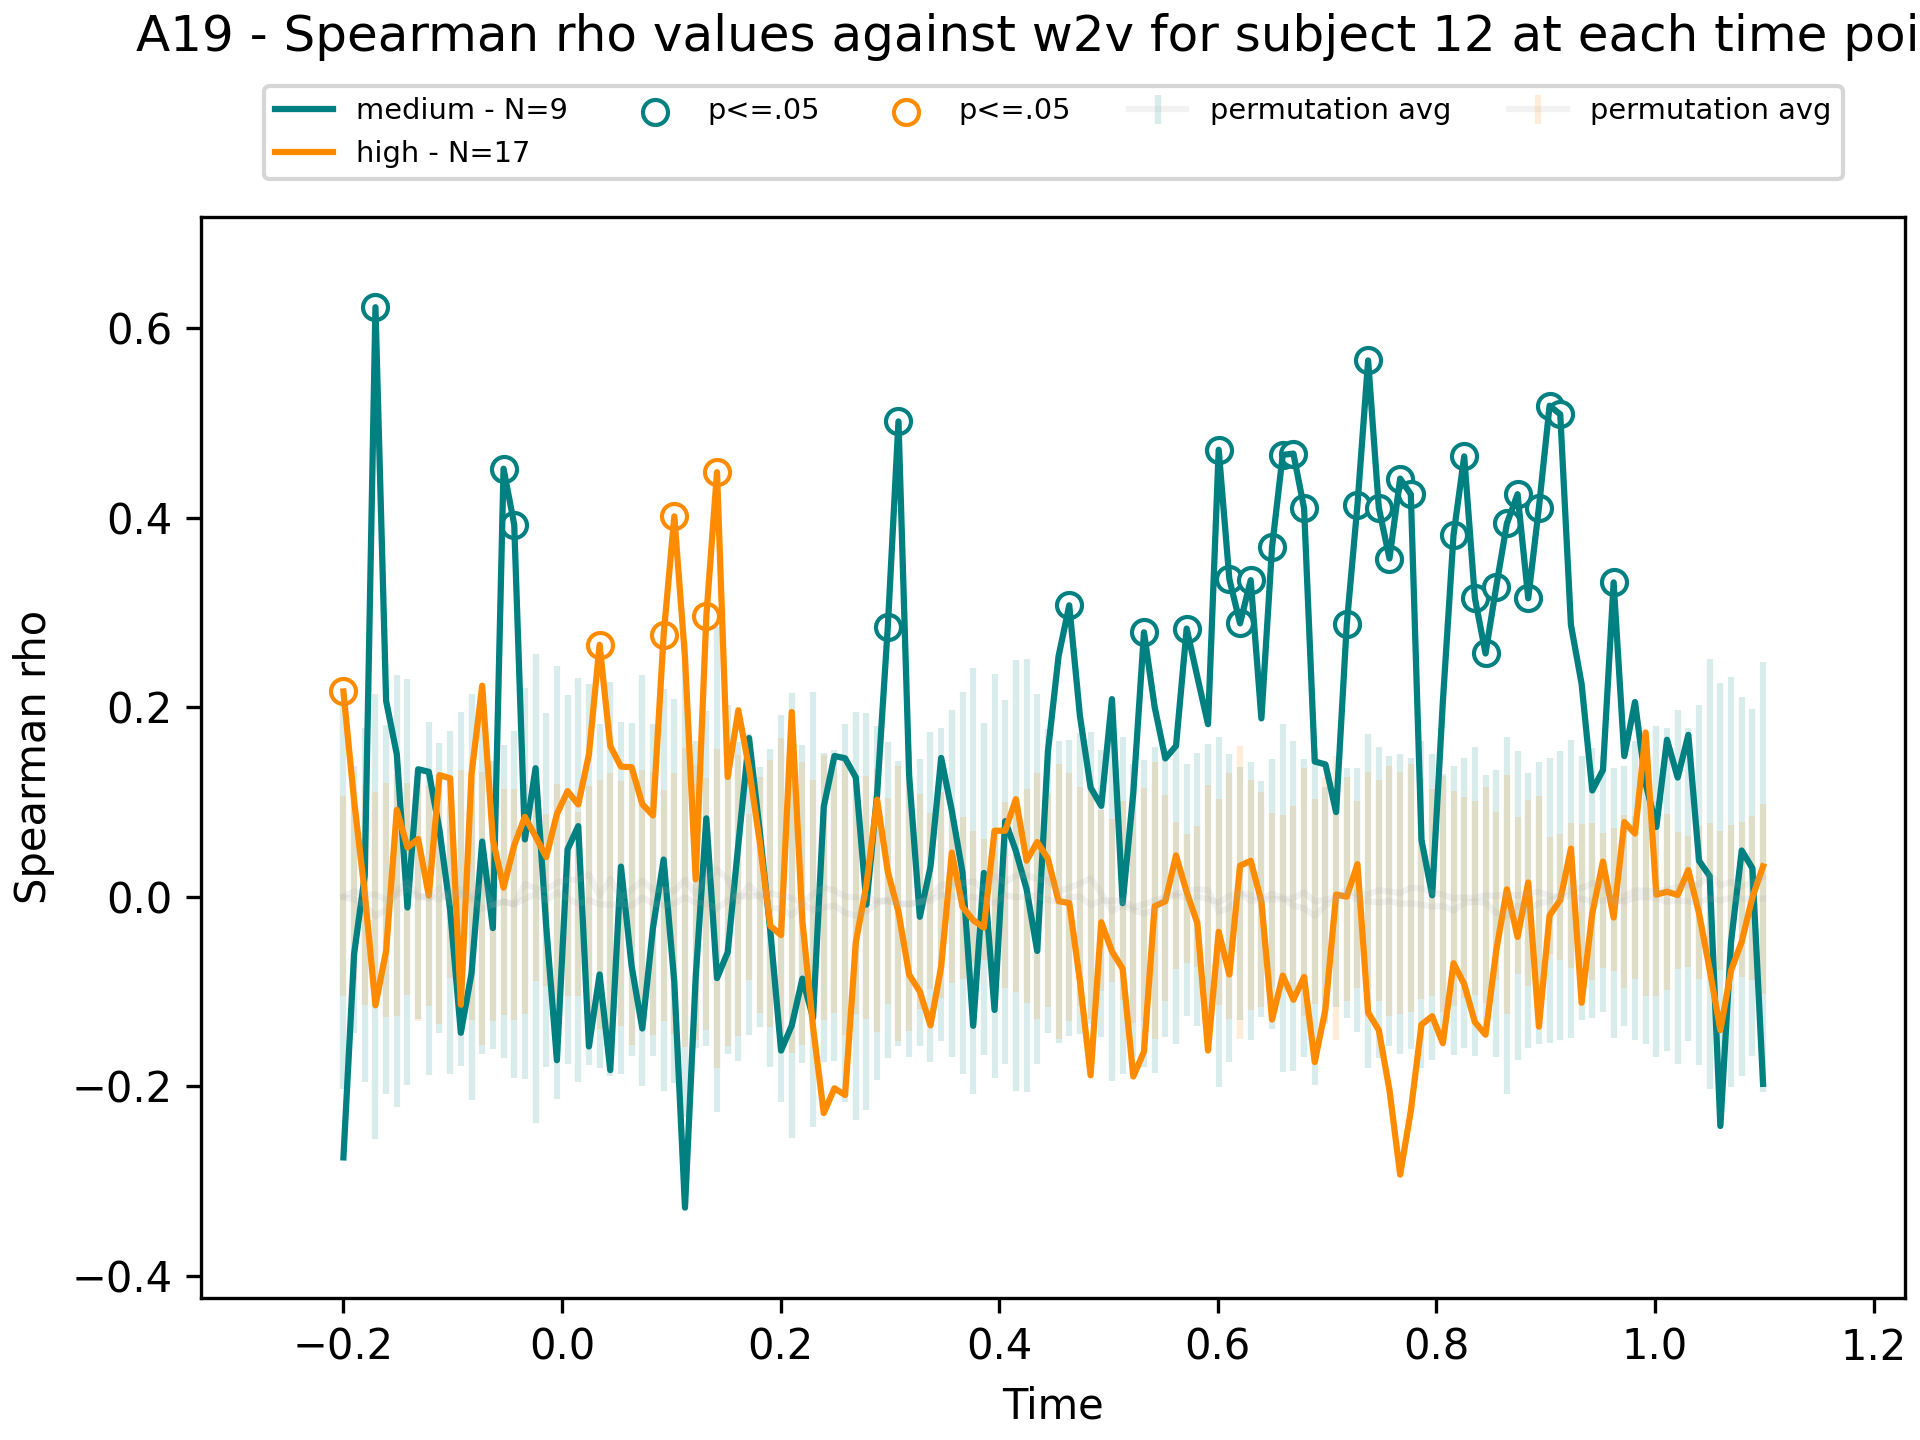 A19 - Spearman rho values against w2v for subject 12 at each time poi
medium - N=9 p<=.05 p<=.05 permutation avg permutation avg
high - N=17
Spearman rho
0.6
0.4
0.2
0.0
−0.2
−0.4
−0.2 0.0 0.2 0.4 0.6 0.8 1.0 1.2
Time